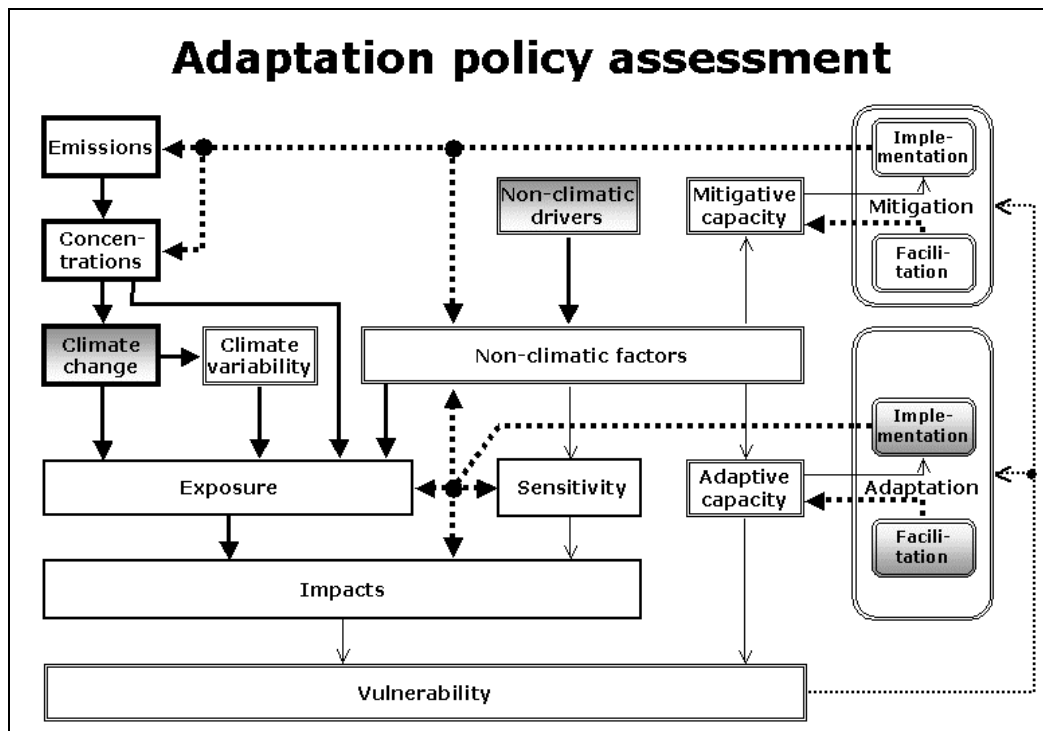 Adaptation policy assessment
Emissions
Imple-
mentation
Non-climatic
drivers
Mitigative
capacity
Mitigation
Concen-
trations
Facili-
tation
Climate
change
Climate
variability
Non-climatic factors
Imple-
mentation
Exposure
Sensitivity
Adaptive
capacity
Adaptation
Facili-
tation
Impacts
Vulnerability